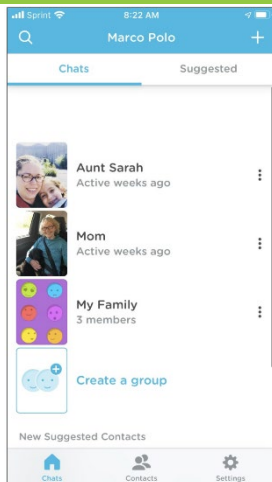 Sprint 8:22 AM
Marco Polo
Chats Suggested
Aunt Sarah
Active weeks ago
Mom
Active weeks ago
My Family
3 members
Create a group
New Suggested Contacts
Chats Contacts Settings